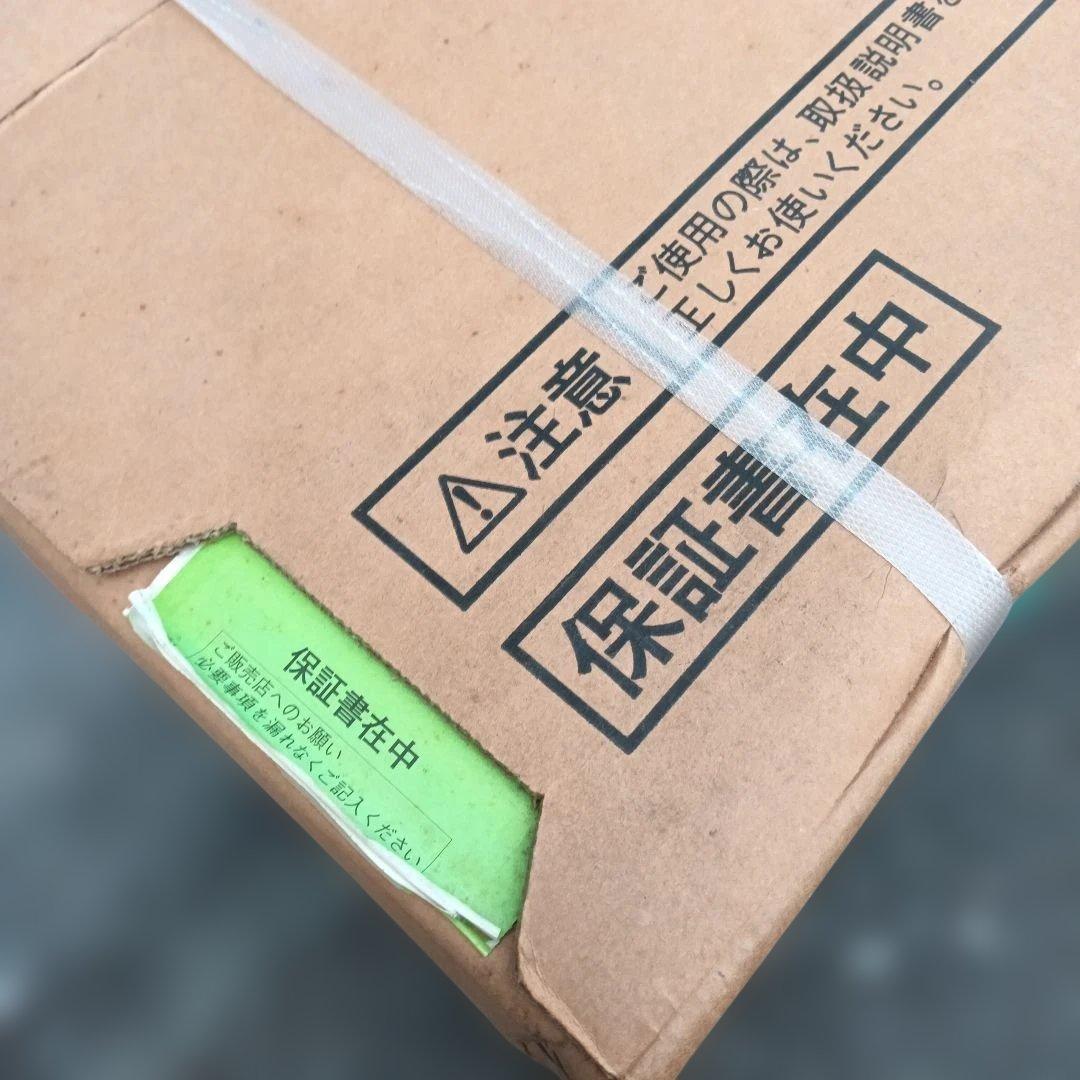 ⚠注意
ご使用の際は、取扱説明書を
正しくお使いください。
保証書在中
保証書在中
ご販売店へのお願い
必要事項を漏れなくご記入ください